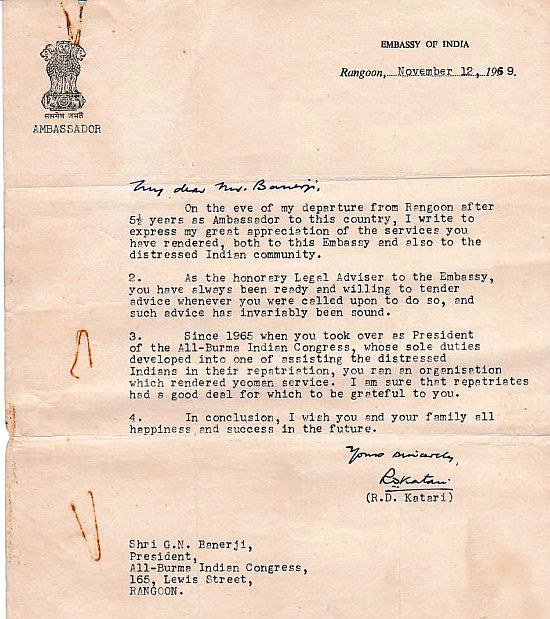 EMBASSY OF INDIA
Rangoon, November 12, 1969.
सत्यमेव जयते
AMBASSADOR
My dear Mr. Banerji,
On the eve of my departure from Rangoon after
5½ years as Ambassador to this country, I write to
express my great appreciation of the services you
have rendered, both to this Embassy and also to the
distressed Indian community.
2. As the honorary Legal Adviser to the Embassy,
you have always been ready and willing to tender
advice whenever you were called upon to do so, and
such advice has invariably been sound.
3. Since 1965 when you took over as President
of the All-Burma Indian Congress, whose sole duties
developed into one of assisting the distressed
Indians in their repatriation, you ran an organisation
which rendered yeoman service. I am sure that repatriates
had a good deal for which to be grateful to you.
4. In conclusion, I wish you and your family all
happiness and success in the future.
Yours sincerely,
RDKatari
(R.D. Katari)
Shri G.N. Banerji,
President,
All-Burma Indian Congress,
165, Lewis Street,
RANGOON.